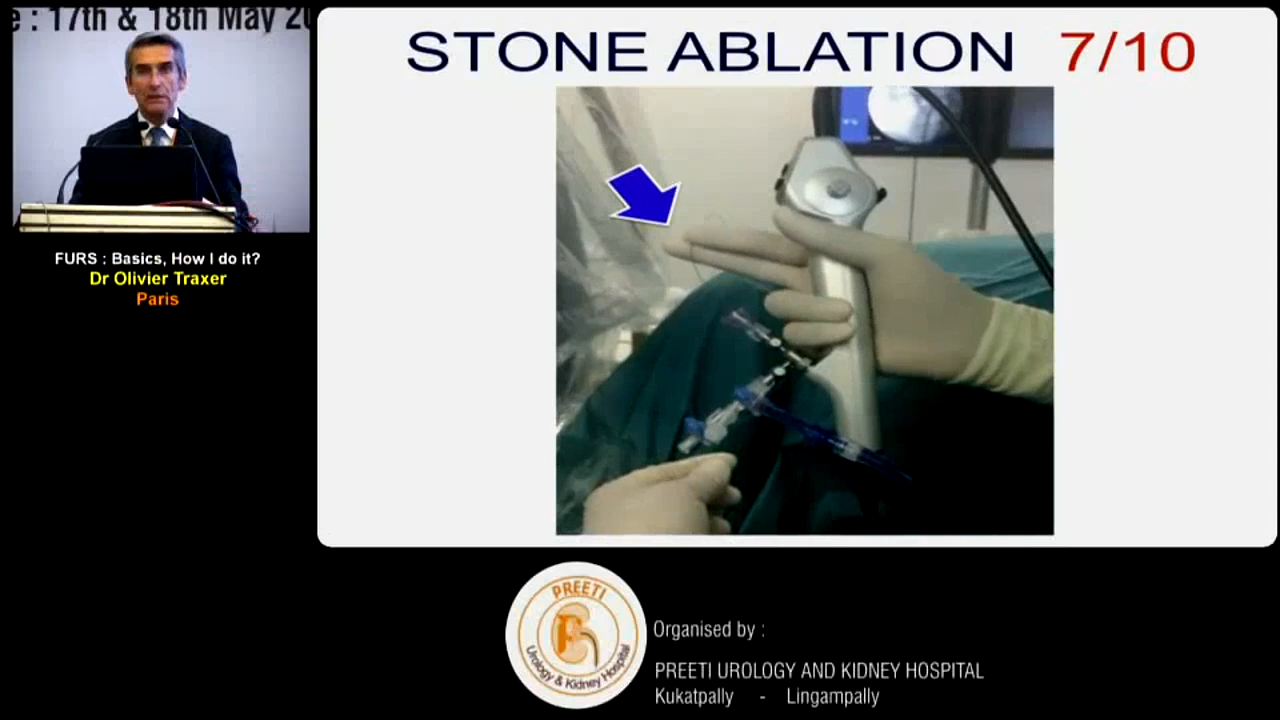 e : 17th & 18th May 20
STONE ABLATION 7/10
FURS : Basics, How I do it?
Dr Olivier Traxer
Paris
PREETI
Urology & Kidney Hospital
Organised by :
PREETI UROLOGY AND KIDNEY HOSPITAL
Kukatpally - Lingampally